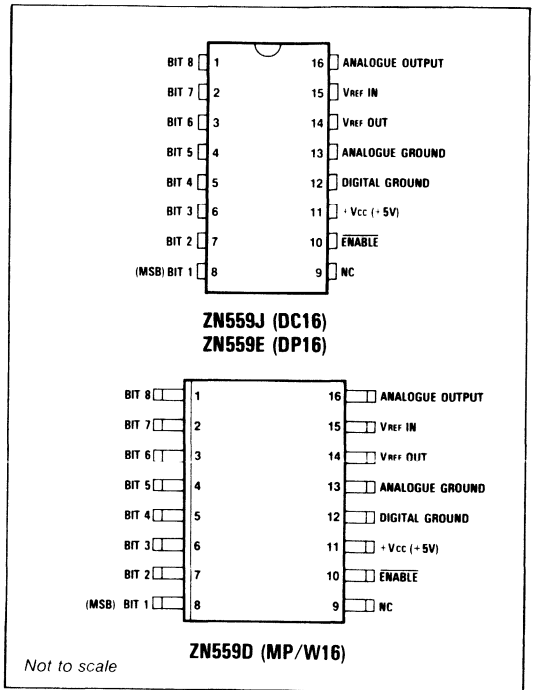 BIT 8 1 16 ANALOGUE OUTPUT
BIT 7 2 15 VREF IN
BIT 6 3 14 VREF OUT
BIT 5 4 13 ANALOGUE GROUND
BIT 4 5 12 DIGITAL GROUND
BIT 3 6 11 +VCC (+5V)
BIT 2 7 10 ENABLE
(MSB) BIT 1 8 9 NC
ZN559J (DC16)
ZN559E (DP16)
BIT 8 1 16 ANALOGUE OUTPUT
BIT 7 2 15 VREF IN
BIT 6 3 14 VREF OUT
BIT 5 4 13 ANALOGUE GROUND
BIT 4 5 12 DIGITAL GROUND
BIT 3 6 11 +VCC (+5V)
BIT 2 7 10 ENABLE
(MSB) BIT 1 8 9 NC
ZN559D (MP/W16)
Not to scale